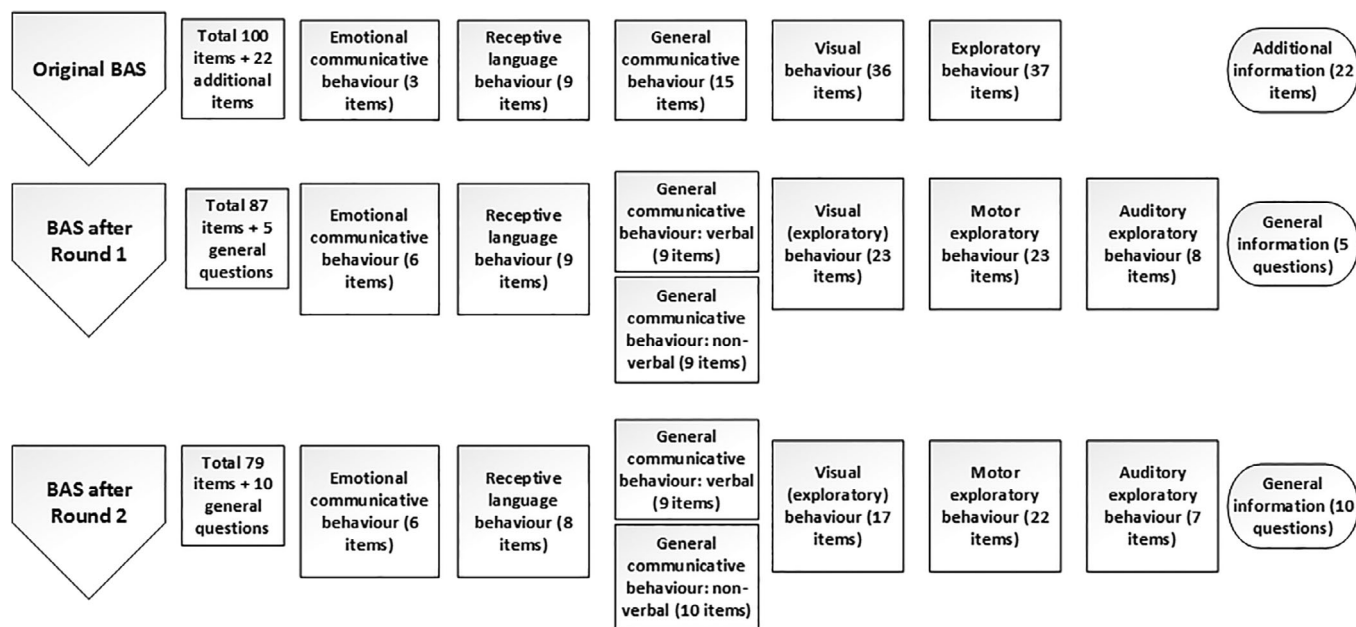 Original BAS
Total 100
items + 22
additional
items
Emotional
communicative
behaviour (3
items)
Receptive
language
behaviour (9
items)
General
communicative
behaviour (15
items)
Visual
behaviour (36
items)
Exploratory
behaviour (37
items)
Additional
information (22
items)
BAS after
Round 1
Total 87
items + 5
general
questions
Emotional
communicative
behaviour (6
items)
Receptive
language
behaviour (9
items)
General
communicative
behaviour: verbal
(9 items)
General
communicative
behaviour: non-
verbal (9 items)
Visual
(exploratory)
behaviour (23
items)
Motor
exploratory
behaviour (23
items)
Auditory
exploratory
behaviour (8
items)
General
information (5
questions)
BAS after
Round 2
Total 79
items + 10
general
questions
Emotional
communicative
behaviour (6
items)
Receptive
language
behaviour (8
items)
General
communicative
behaviour: verbal
(9 items)
General
communicative
behaviour: non-
verbal (10 items)
Visual
(exploratory)
behaviour (17
items)
Motor
exploratory
behaviour (22
items)
Auditory
exploratory
behaviour (7
items)
General
information (10
questions)